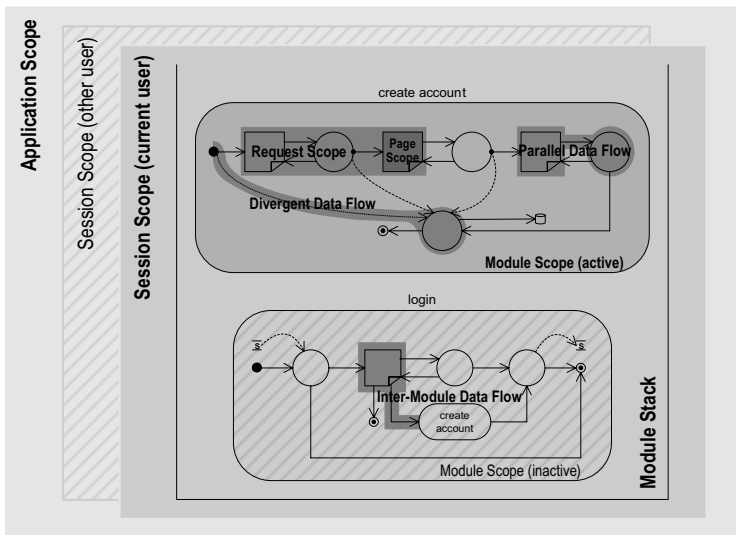 Application Scope
Session Scope (other user)
Session Scope (current user)
create account
Request Scope
Page
Scope
Parallel Data Flow
Divergent Data Flow
Module Scope (active)
login
s
s
Inter-Module Data Flow
create
account
Module Scope (inactive)
Module Stack